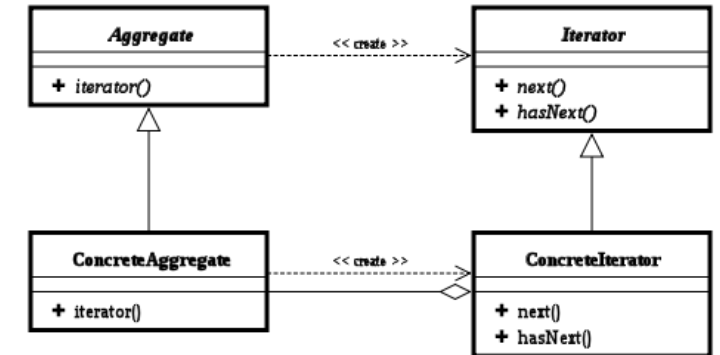 Aggregate
<< create >>
Iterator
+ iterator()
+ next()
+ hasNext()
ConcreteAggregate
<< create >>
ConcreteIterator
+ iterator()
+ next()
+ hasNext()